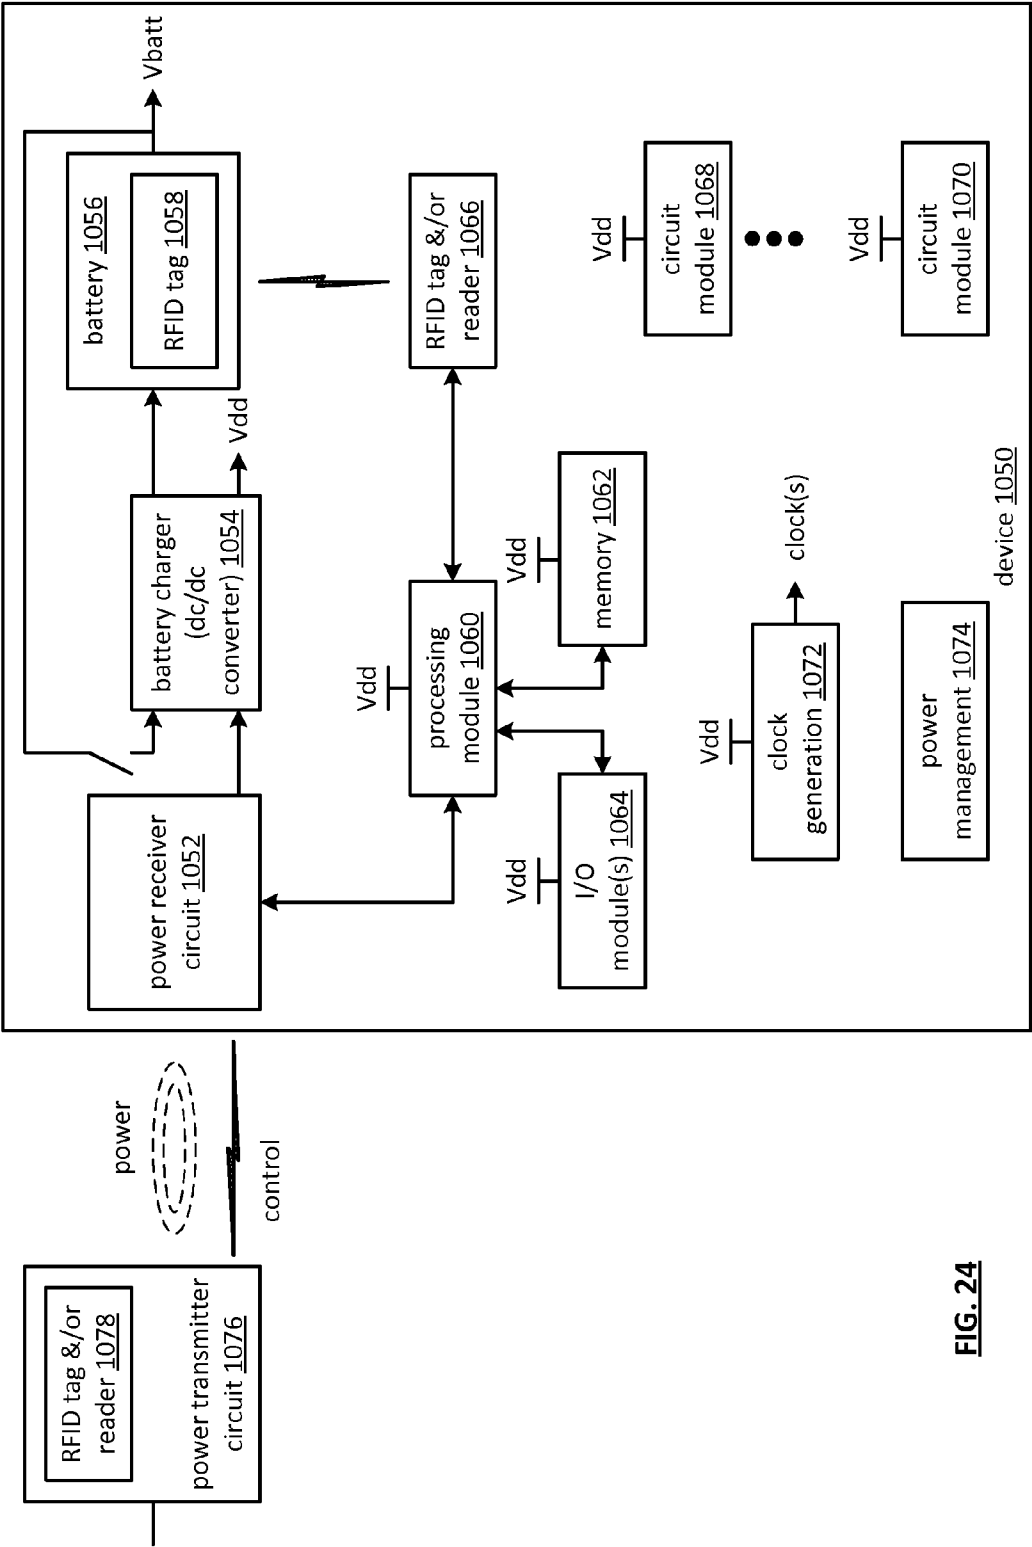 RFID tag &/or
reader 1078
power transmitter
circuit 1076
power
control
power receiver
circuit 1052
battery charger
(dc/dc
converter) 1054
Vdd
battery 1056
RFID tag 1058
Vbatt
Vdd
processing
module 1060
RFID tag &/or
reader 1066
Vdd
I/O
module(s) 1064
Vdd
memory 1062
Vdd
circuit
module 1068
Vdd
clock
generation 1072
clock(s)
Vdd
circuit
module 1070
power
management 1074
device 1050
FIG. 24